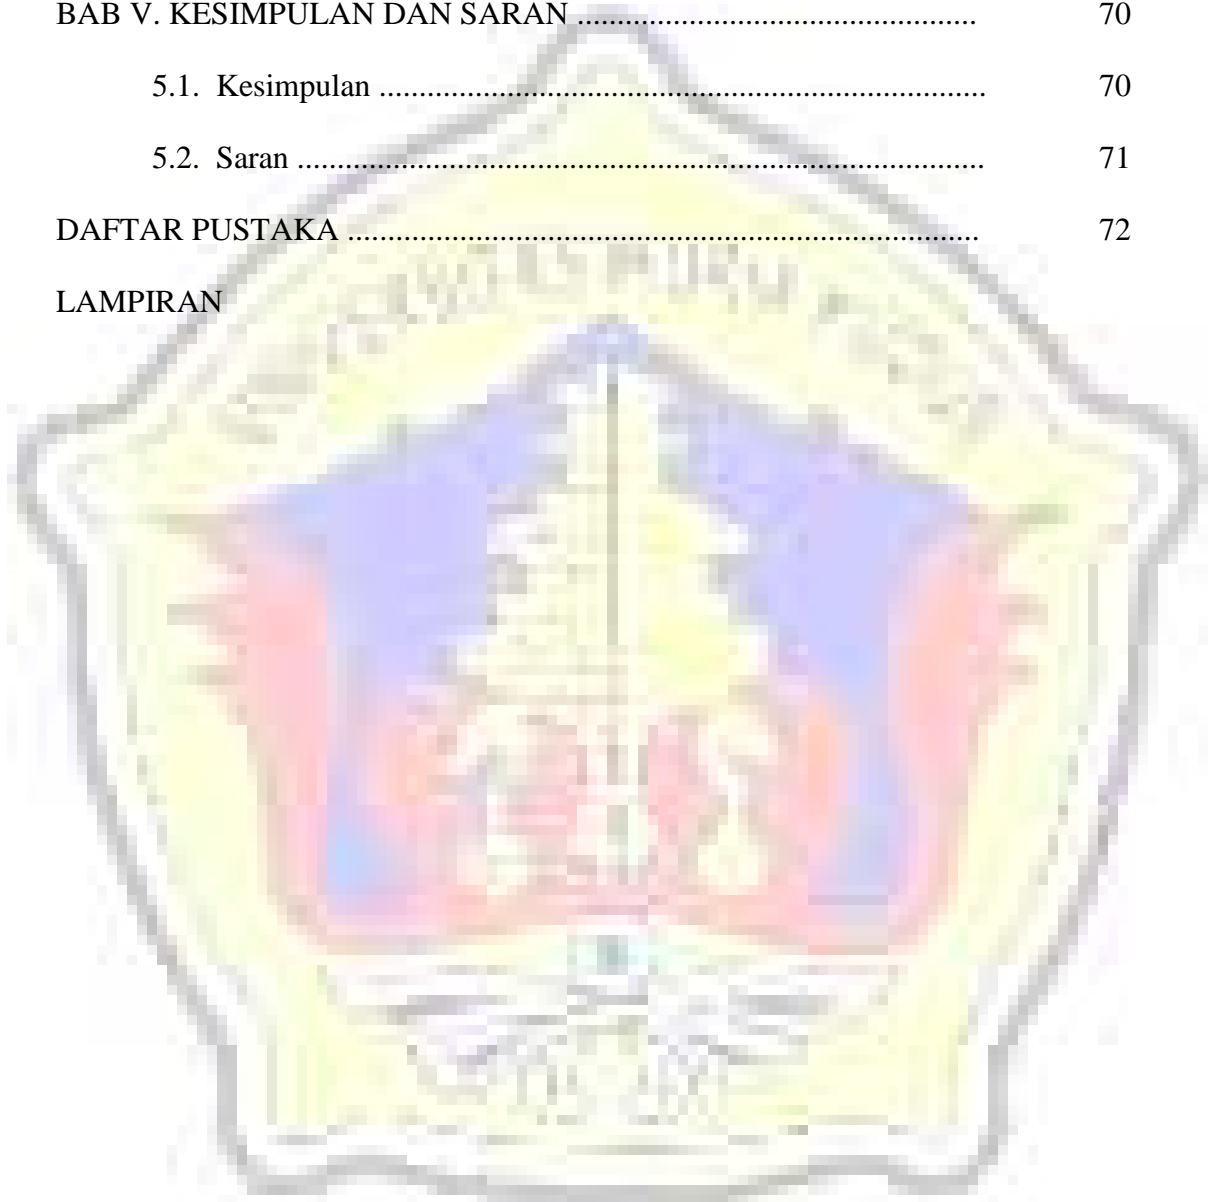 BAB V. KESIMPULAN DAN SARAN ................................................. 70
5.1. Kesimpulan ............................................................................ 70
5.2. Saran ...................................................................................... 71
DAFTAR PUSTAKA ............................................................................... 72
LAMPIRAN